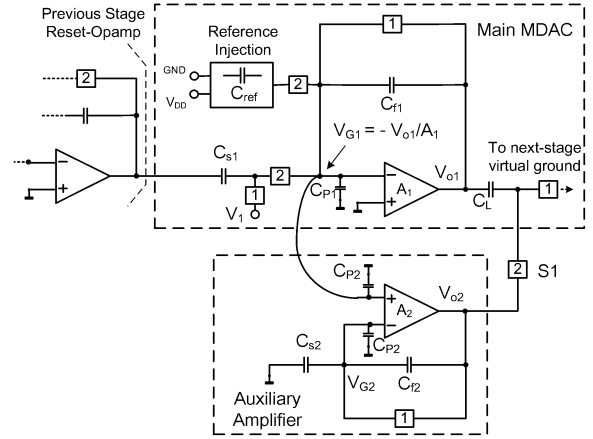 Previous Stage
Reset-Opamp
Reference
Injection
Main MDAC
1
2
GND
V_DD
C_ref
2
C_f1
V_G1 = - V_o1/A_1
To next-stage
virtual ground
C_s1
2
1
V_1
C_P1
−
+
A_1
V_o1
C_L
1
−
+
2
S1
C_P2
+
−
A_2
V_o2
C_P2
C_s2
V_G2
C_f2
1
Auxiliary
Amplifier